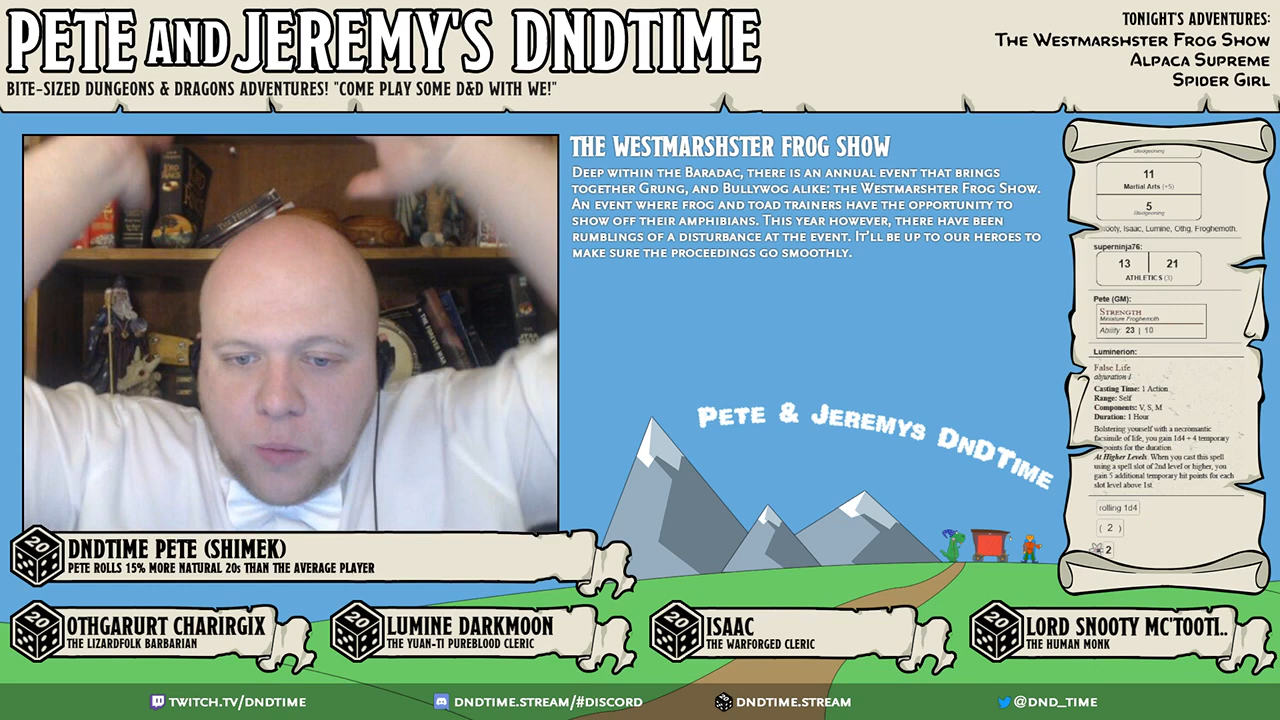 PETE AND JEREMY'S DNDTIME
BITE-SIZED DUNGEONS & DRAGONS ADVENTURES! "COME PLAY SOME D&D WITH WE!"
TONIGHT'S ADVENTURES:
The Westmarshster Frog Show
Alpaca Supreme
Spider Girl
THE WESTMARSHSTER FROG SHOW
Deep within the Baradac, there is an annual event that brings
together Grung, and Bullywog alike: the Westmarshter Frog Show.
An event where frog and toad trainers have the opportunity to
show off their amphibians. This year however, there have been
rumblings of a disturbance at the event. It'll be up to our heroes to
make sure the proceedings go smoothly.
Bludgeoning
11
Martial Arts (+5)
5
Bludgeoning
Snooty, Isaac, Lumine, Othg, Froghemoth.
superninja76:
13 | 21
ATHLETICS (3)
Pete (GM):
Strength
Miniature Froghemoth
Ability: 23 | 10
Luminerion:
False Life
abjuration 1
Casting Time: 1 Action
Range: Self
Components: V, S, M
Duration: 1 Hour
Bolstering yourself with a necromantic
facsimile of life, you gain 1d4 + 4 temporary
points for the duration.
At Higher Levels. When you cast this spell
using a spell slot of 2nd level or higher, you
gain 5 additional temporary hit points for each
slot level above 1st.
rolling 1d4
( 2 )
2
THE FOREVER WAR
Pete & Jeremys DnDTime
20
DNDTIME PETE (SHIMEK)
PETE ROLLS 15% MORE NATURAL 20S THAN THE AVERAGE PLAYER
20
OTHGARURT CHARIRGIX
THE LIZARDFOLK BARBARIAN
20
LUMINE DARKMOON
THE YUAN-TI PUREBLOOD CLERIC
20
ISAAC
THE WARFORGED CLERIC
20
LORD SNOOTY MC'TOOTI..
THE HUMAN MONK
TWITCH.TV/DNDTIME
DNDTIME.STREAM/#DISCORD
DNDTIME.STREAM
@DND_TIME